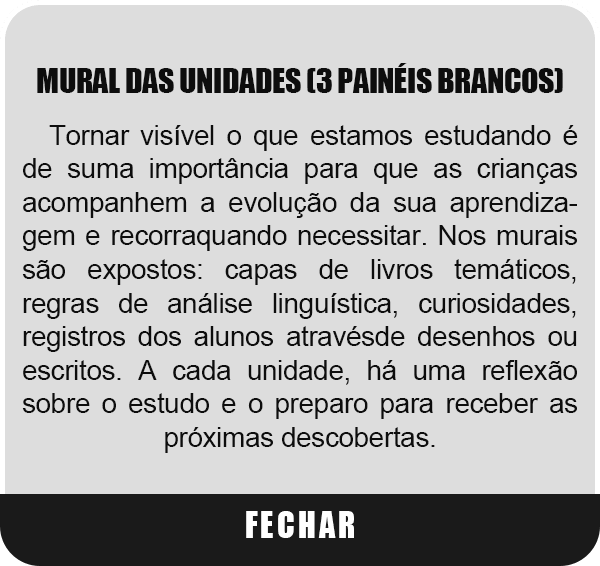 MURAL DAS UNIDADES (3 PAINÉIS BRANCOS)
Tornar visível o que estamos estudando é
de suma importância para que as crianças
acompanhem a evolução da sua aprendiza-
gem e recorraquando necessitar. Nos murais
são expostos: capas de livros temáticos,
regras de análise linguística, curiosidades,
registros dos alunos atravésde desenhos ou
escritos. A cada unidade, há uma reflexão
sobre o estudo e o preparo para receber as
próximas descobertas.
FECHAR